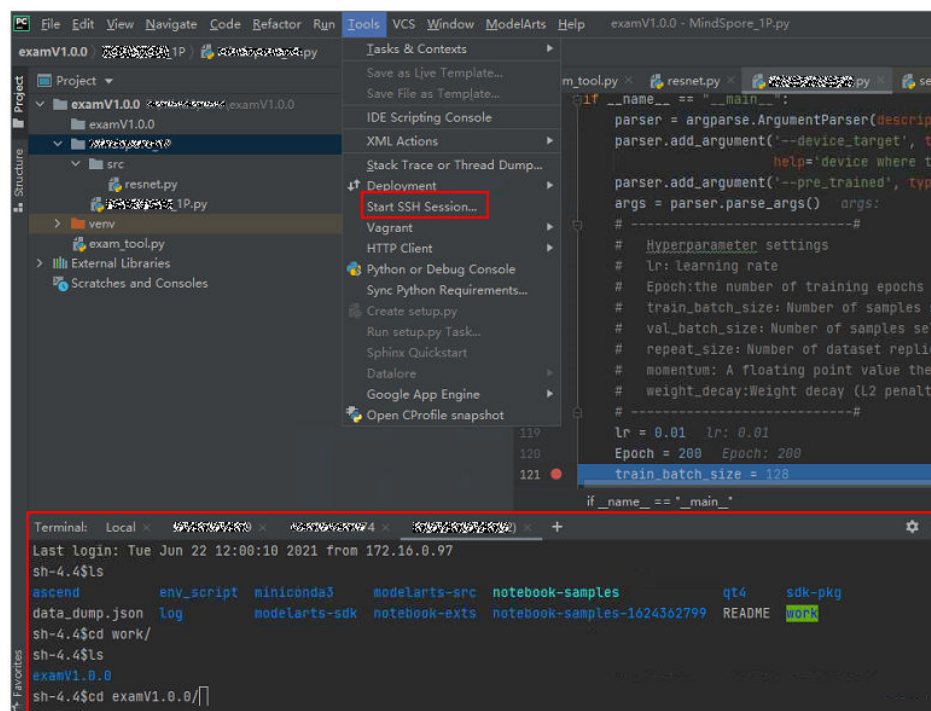 PC File Edit View Navigate Code Refactor Run Tools VCS Window ModelArts Help examV1.0.0 - MindSpore_1P.py
examV1.0.0 1P .py
Project
Project
Structure
Favorites
examV1.0.0 examV1.0.0
examV1.0.0
src
resnet.py
_1P.py
venv
exam_tool.py
External Libraries
Scratches and Consoles
Tasks & Contexts
Save as Live Template...
Save File as Template...
IDE Scripting Console
XML Actions
Stack Trace or Thread Dump...
Deployment
Start SSH Session...
Vagrant
HTTP Client
Python or Debug Console
Sync Python Requirements...
Create setup.py
Run setup.py Task...
Sphinx Quickstart
Datalore
Google App Engine
Open CProfile snapshot
m_tool.py resnet.py .py se
if __name__ == "__main__":
parser = argparse.ArgumentParser(descrip
parser.add_argument('--device_target', t
help='device where t
parser.add_argument('--pre_trained', typ
args = parser.parse_args() args:
# --------------------------#
# Hyperparameter settings
# lr: learning rate
# Epoch:the number of training epochs
# train_batch_size: Number of samples s
# val_batch_size: Number of samples se
# repeat_size: Number of dataset repli
# momentum: A floating point value the
# weight_decay:Weight decay (L2 penalt
# --------------------------#
119 lr = 0.01 lr: 0.01
120 Epoch = 200 Epoch: 200
121 train_batch_size = 128
if __name__ == "__main__"
Terminal: Local 9 74 ) +
Last login: Tue Jun 22 12:00:10 2021 from 172.16.0.97
sh-4.4$ls
ascend env_script miniconda3 modelarts-src notebook-samples qt4 sdk-pkg
data_dump.json log modelarts-sdk notebook-exts notebook-samples-1624362799 README work
sh-4.4$cd work/
sh-4.4$ls
examV1.0.0
sh-4.4$cd examV1.0.0/